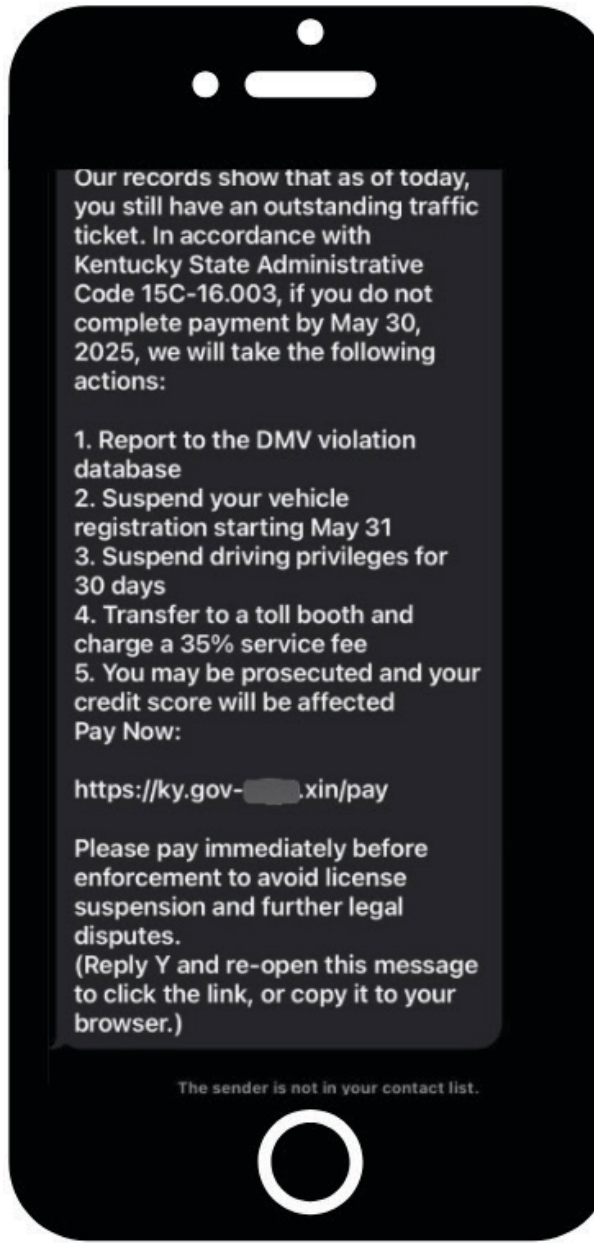 Our records show that as of today,
you still have an outstanding traffic
ticket. In accordance with
Kentucky State Administrative
Code 15C-16.003, if you do not
complete payment by May 30,
2025, we will take the following
actions:
1. Report to the DMV violation
database
2. Suspend your vehicle
registration starting May 31
3. Suspend driving privileges for
30 days
4. Transfer to a toll booth and
charge a 35% service fee
5. You may be prosecuted and your
credit score will be affected
Pay Now:
https://ky.gov-.xin/pay
Please pay immediately before
enforcement to avoid license
suspension and further legal
disputes.
(Reply Y and re-open this message
to click the link, or copy it to your
browser.)
The sender is not in your contact list.